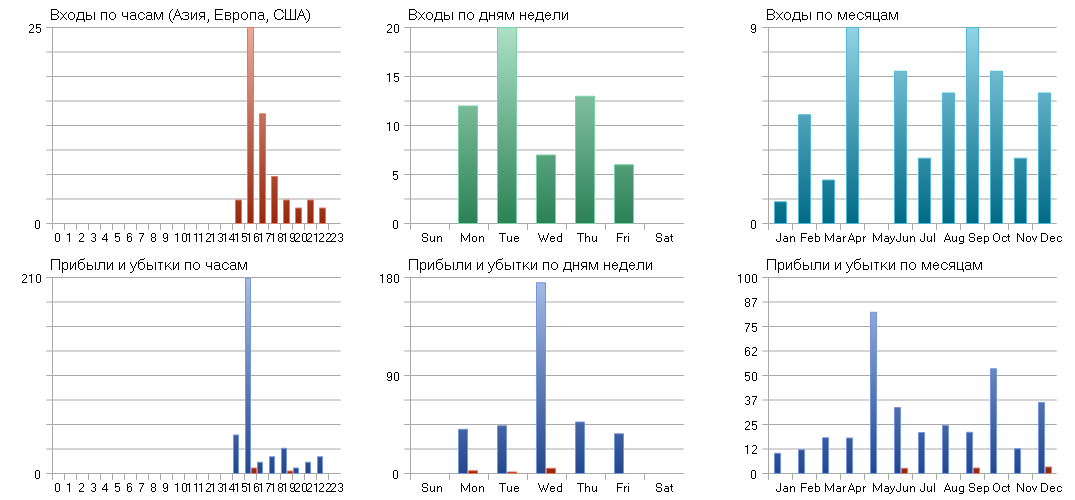 Входы по часам (Азия, Европа, США)
25
0
0 1 2 3 4 5 6 7 8 9 10 11 12 13 14 15 16 17 18 19 20 21 22 23
Входы по дням недели
20
15
10
5
0
Sun Mon Tue Wed Thu Fri Sat
Входы по месяцам
9
0
Jan Feb Mar Apr May Jun Jul Aug Sep Oct Nov Dec
Прибыли и убытки по часам
210
0
0 1 2 3 4 5 6 7 8 9 10 11 12 13 14 15 16 17 18 19 20 21 22 23
Прибыли и убытки по дням недели
180
90
0
Sun Mon Tue Wed Thu Fri Sat
Прибыли и убытки по месяцам
100
87
75
62
50
37
25
12
0
Jan Feb Mar Apr May Jun Jul Aug Sep Oct Nov Dec